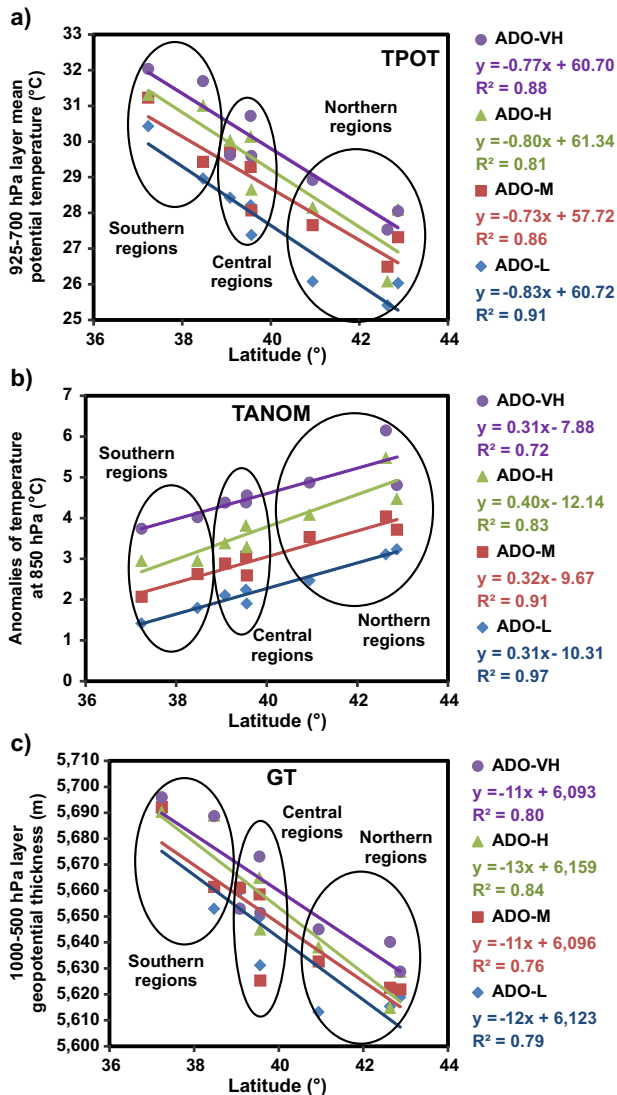 a)
TPOT
925-700 hPa layer mean
potential temperature (°C)
33
32
31
30
29
28
27
26
25
36
38
40
42
44
Latitude (°)
Southern
regions
Central
regions
Northern
regions
ADO-VH
y = -0.77x + 60.70
R² = 0.88
ADO-H
y = -0.80x + 61.34
R² = 0.81
ADO-M
y = -0.73x + 57.72
R² = 0.86
ADO-L
y = -0.83x + 60.72
R² = 0.91
b)
TANOM
Anomalies of temperature
at 850 hPa (°C)
7
6
5
4
3
2
1
0
36
38
40
42
44
Latitude (°)
Southern
regions
Central
regions
Northern
regions
ADO-VH
y = 0.31x - 7.88
R² = 0.72
ADO-H
y = 0.40x - 12.14
R² = 0.83
ADO-M
y = 0.32x - 9.67
R² = 0.91
ADO-L
y = 0.31x - 10.31
R² = 0.97
c)
GT
1000-500 hPa layer
geopotential thickness (m)
5,710
5,700
5,690
5,680
5,670
5,660
5,650
5,640
5,630
5,620
5,610
5,600
36
38
40
42
44
Latitude (°)
Southern
regions
Central
regions
Northern
regions
ADO-VH
y = -11x + 6,093
R² = 0.80
ADO-H
y = -13x + 6,159
R² = 0.84
ADO-M
y = -11x + 6,096
R² = 0.76
ADO-L
y = -12x + 6,123
R² = 0.79